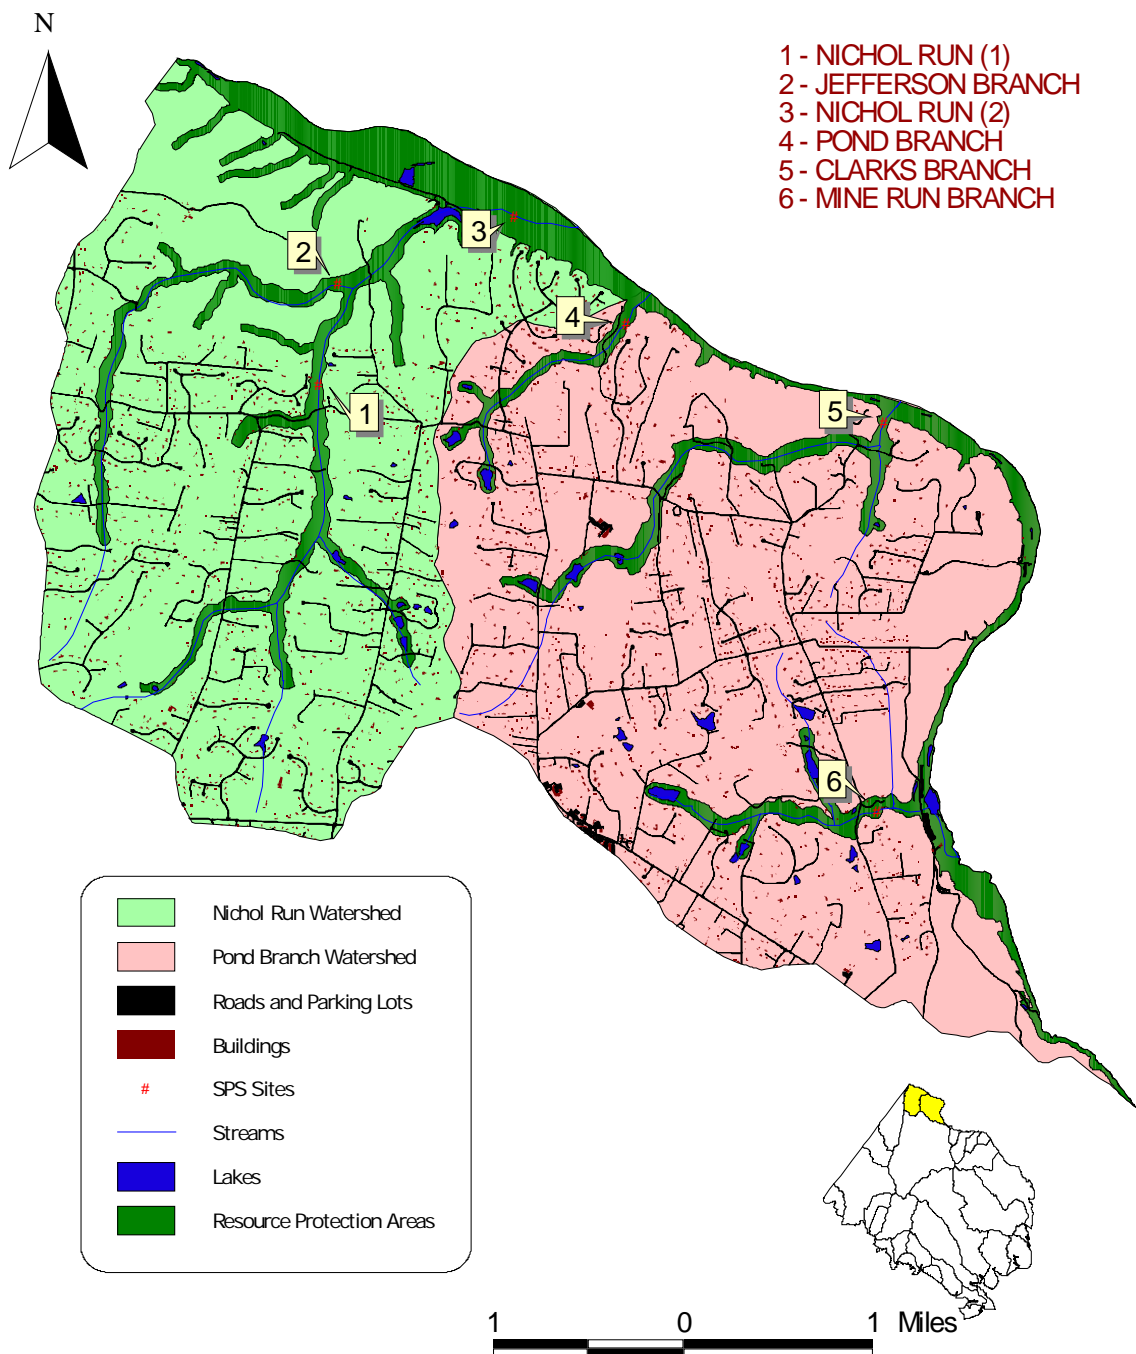 N
1 - NICHOL RUN (1)
2 - JEFFERSON BRANCH
3 - NICHOL RUN (2)
4 - POND BRANCH
5 - CLARKS BRANCH
6 - MINE RUN BRANCH
3
2
4
5
1
6
Nichol Run Watershed
Pond Branch Watershed
Roads and Parking Lots
Buildings
# SPS Sites
Streams
Lakes
Resource Protection Areas
1 0 1 Miles